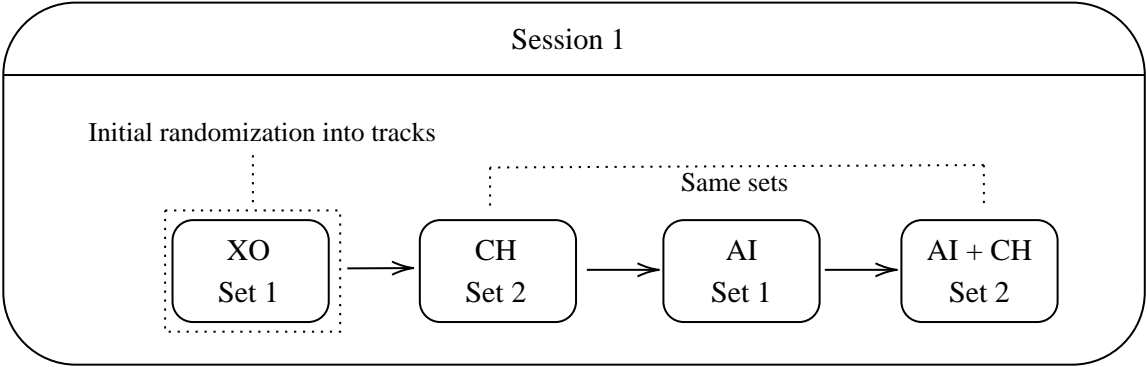 Session 1
Initial randomization into tracks
Same sets
XO
Set 1
CH
Set 2
AI
Set 1
AI + CH
Set 2